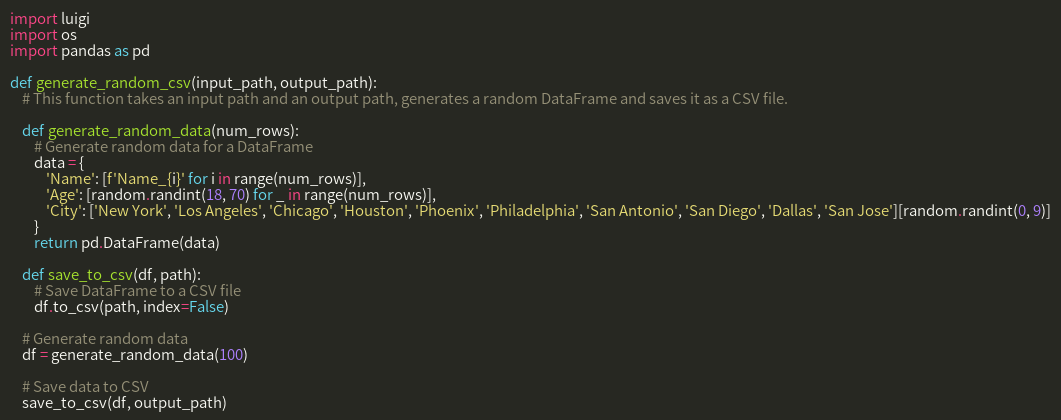 import luigi
import os
import pandas as pd

def generate_random_csv(input_path, output_path):
    # This function takes an input path and an output path, generates a random DataFrame and saves it as a CSV file.

    def generate_random_data(num_rows):
        # Generate random data for a DataFrame
        data = {
            'Name': [f'Name_{i}' for i in range(num_rows)],
            'Age': [random.randint(18, 70) for _ in range(num_rows)],
            'City': ['New York', 'Los Angeles', 'Chicago', 'Houston', 'Phoenix', 'Philadelphia', 'San Antonio', 'San Diego', 'Dallas', 'San Jose'][random.randint(0, 9)]
        }
        return pd.DataFrame(data)

    def save_to_csv(df, path):
        # Save DataFrame to a CSV file
        df.to_csv(path, index=False)

    # Generate random data
    df = generate_random_data(100)

    # Save data to CSV
    save_to_csv(df, output_path)